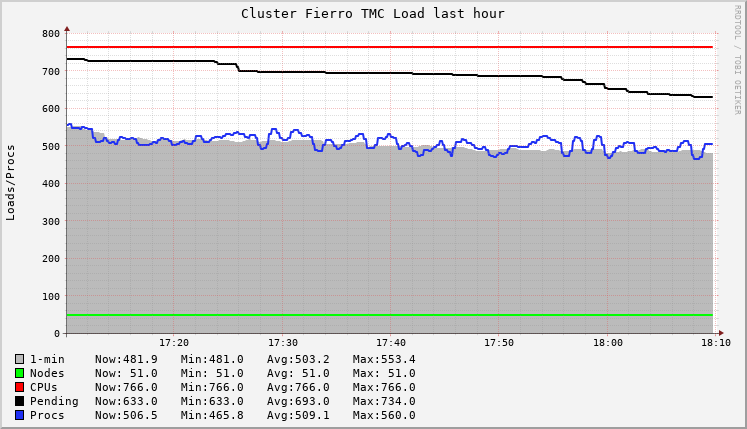 Cluster Fierro TMC Load last hour
RRDTOOL / TOBI OETIKER
Loads/Procs
800
700
600
500
400
300
200
100
0
17:20 17:30 17:40 17:50 18:00 18:10
1-min Now:481.9 Min:481.0 Avg:503.2 Max:553.4
Nodes Now: 51.0 Min: 51.0 Avg: 51.0 Max: 51.0
CPUs Now:766.0 Min:766.0 Avg:766.0 Max:766.0
Pending Now:633.0 Min:633.0 Avg:693.0 Max:734.0
Procs Now:506.5 Min:465.8 Avg:509.1 Max:560.0